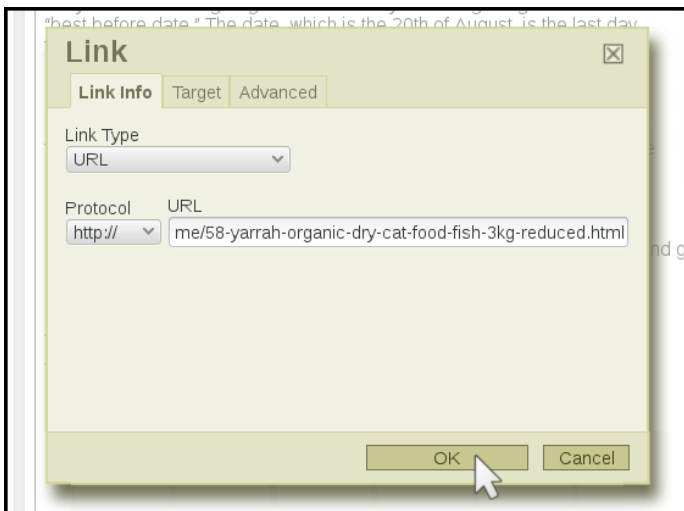 "best before date." The date, which is the 20th of August, is the last day
Link
Link Info
Target
Advanced
Link Type
URL
Protocol
URL
http://
me/58-yarrah-organic-dry-cat-food-fish-3kg-reduced.html
nd g
OK
Cancel